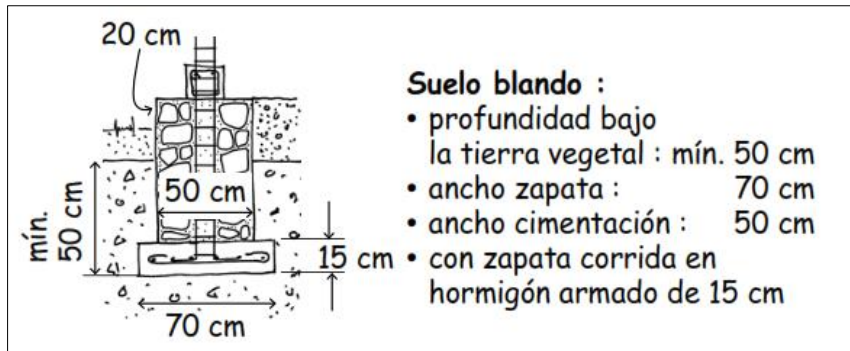 20 cm
50 cm
mín.
50 cm
15 cm
70 cm
Suelo blando :
• profundidad bajo
la tierra vegetal : mín. 50 cm
• ancho zapata : 70 cm
• ancho cimentación : 50 cm
• con zapata corrida en
hormigón armado de 15 cm